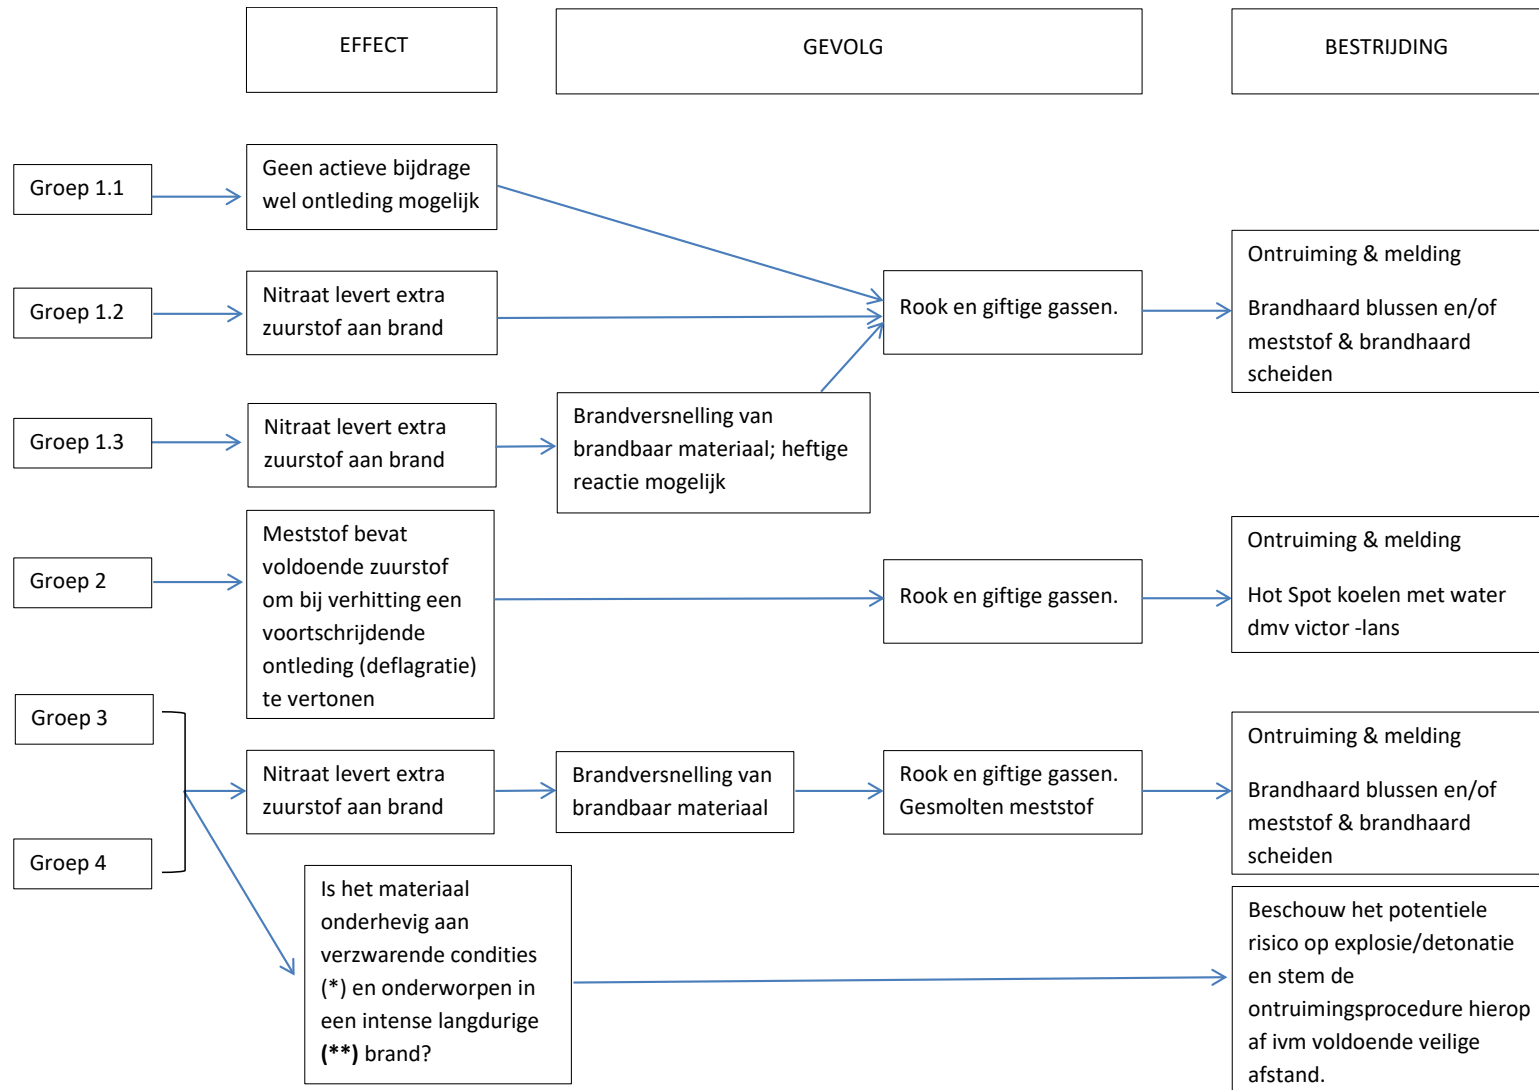 EFFECT
GEVOLG
BESTRIJDING
Groep 1.1
Geen actieve bijdrage
wel ontleding mogelijk
Groep 1.2
Nitraat levert extra
zuurstof aan brand
Rook en giftige gassen.
Ontruiming & melding
Brandhaard blussen en/of
meststof & brandhaard
scheiden
Groep 1.3
Nitraat levert extra
zuurstof aan brand
Brandversnelling van
brandbaar materiaal; heftige
reactie mogelijk
Groep 2
Meststof bevat
voldoende zuurstof
om bij verhitting een
voortschrijdende
ontleding (deflagratie)
te vertonen
Rook en giftige gassen.
Ontruiming & melding
Hot Spot koelen met water
dmv victor -lans
Groep 3
Groep 4
Nitraat levert extra
zuurstof aan brand
Brandversnelling van
brandbaar materiaal
Rook en giftige gassen.
Gesmolten meststof
Ontruiming & melding
Brandhaard blussen en/of
meststof & brandhaard
scheiden
Is het materiaal
onderhevig aan
verzwarende condities
(*) en onderworpen in
een intense langdurige
(**) brand?
Beschouw het potentiele
risico op explosie/detonatie
en stem de
ontruimingsprocedure hierop
af ivm voldoende veilige
afstand.